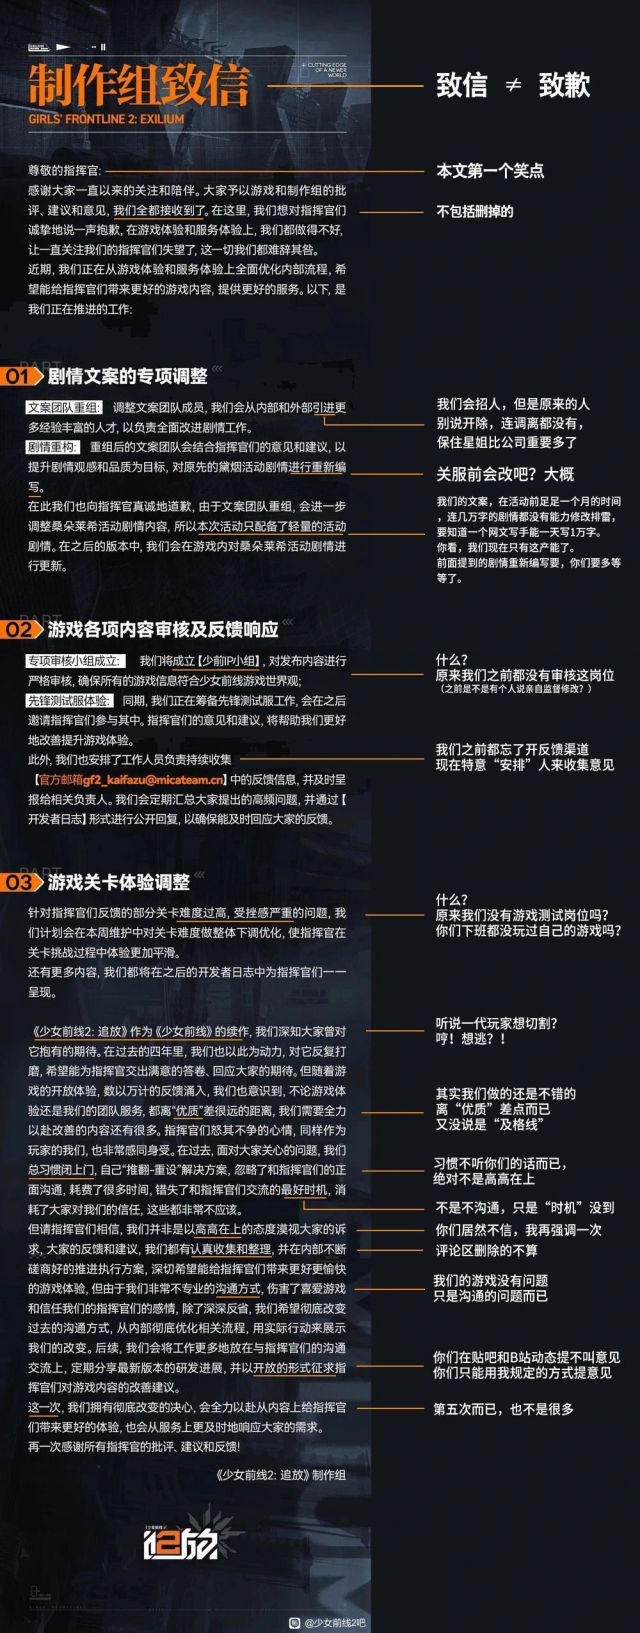 CUTTING EDGE
OF A NEWER
WORLD
制作组致信
GIRLS' FRONTLINE 2: EXILIUM
致信 ≠ 致歉
尊敬的指挥官:
本文第一个笑点
感谢大家一直以来的关注和陪伴。大家予以游戏和制作组的批
评、建议和意见, 我们全都接收到了。在这里, 我们想对指挥官们
不包括删掉的
诚挚地说一声抱歉, 在游戏体验和服务体验上, 我们都做得不好,
让一直关注我们的指挥官们失望了, 这一切我们都难辞其咎。
近期, 我们正在从游戏体验和服务体验上全面优化内部流程, 希
望能给指挥官们带来更好的游戏内容, 提供更好的服务。以下, 是
我们正在推进的工作:
PART
01 剧情文案的专项调整
文案团队重组: 调整文案团队成员, 我们会从内部和外部引进更
多经验丰富的人才, 以负责全面改进剧情工作。
我们会招人，但是原来的人
别说开除，连调离都没有，
保住星姐比公司重要多了
剧情重构: 重组后的文案团队会结合指挥官们的意见和建议, 以
提升剧情观感和品质为目标, 对原先的黛烟活动剧情进行重新编
写。
关服前会改吧？大概
在此我们也向指挥官真诚地道歉, 由于文案团队重组, 会进一步
调整桑朵莱希活动剧情内容, 所以本次活动只配备了轻量的活动
剧情。在之后的版本中, 我们会在游戏内对桑朵莱希活动剧情进
行更新。
我们的文案，在活动前足足一个月的时间
，连几万字的剧情都没有能力修改排雷，
要知道一个网文写手能一天写1万字。
你看，我们现在只有这产能了。
前面提到的剧情重新编写要，你们要多等
等了。
PART
02 游戏各项内容审核及反馈响应
专项审核小组成立: 我们将成立【少前IP小组】, 对发布内容进行
严格审核, 确保所有的游戏信息符合少女前线游戏世界观;
什么？
原来我们之前都没有审核这岗位
（之前是不是有个人说亲自监督修改？）
先锋测试服体验: 同期, 我们正在筹备先锋测试服工作, 会在之后
邀请指挥官们参与其中。指挥官们的意见和建议, 将帮助我们更好
地改善提升游戏体验。
此外, 我们也安排了工作人员负责持续收集
【官方邮箱gf2_kaifazu@micateam.cn】中的反馈信息, 并及时呈
报给相关负责人。我们会定期汇总大家提出的高频问题, 并通过【
开发者日志】形式进行公开回复, 以确保能及时回应大家的反馈。
我们之前都忘了开反馈渠道
现在特意“安排”人来收集意见
PART
03 游戏关卡体验调整
针对指挥官们反馈的部分关卡难度过高, 受挫感严重的问题, 我
们计划会在本周维护中对关卡难度做整体下调优化, 使指挥官在
关卡挑战过程中体验更加平滑。
还有更多内容, 我们都将在之后的开发者日志中为指挥官们一一
呈现。
什么？
原来我们没有游戏测试岗位吗？
你们下班都没玩过自己的游戏吗？
《少女前线2: 追放》作为《少女前线》的续作, 我们深知大家曾对
它抱有的期待。在过去的四年里, 我们也以此为动力, 对它反复打
磨, 希望能为指挥官交出满意的答卷、回应大家的期待。但随着游
戏的开放体验, 数以万计的反馈涌入, 我们也意识到, 不论游戏体
验还是我们的团队服务, 都离“优质”差很远的距离, 我们需要全力
以赴改善的内容还有很多。指挥官们怒其不争的心情, 同样作为
玩家的我们, 也非常感同身受。在过去, 面对大家关心的问题, 我们
总习惯闭上门, 自己“推翻-重设”解决方案, 忽略了和指挥官们的正
面沟通, 耗费了很多时间, 错失了和指挥官们交流的最好时机, 消
耗了大家对我们的信任, 这些都非常不应该。
听说一代玩家想切割？
哼！想逃？！
其实我们做的还是不错的
离“优质”差点而已
又没说是“及格线”
习惯不听你们的话而已，
绝对不是高高在上
不是不沟通，只是“时机”没到
但请指挥官们相信, 我们并非是以高高在上的态度漠视大家的诉
求, 大家的反馈和建议, 我们都有认真收集和整理, 并在内部不断
磋商好的推进执行方案, 深切希望能给指挥官们带来更好更愉快
的游戏体验, 但由于我们非常不专业的沟通方式, 伤害了喜爱游戏
和信任我们的指挥官们的感情, 除了深深反省, 我们希望彻底改变
过去的沟通方式, 从内部彻底优化相关流程, 用实际行动来展示
我们的改变。后续, 我们会将工作更多地放在与指挥官们的沟通
交流上, 定期分享最新版本的研发进展, 并以开放的形式征求指
挥官们对游戏内容的改善建议。
你们居然不信，我再强调一次
评论区删除的不算
我们的游戏没有问题
只是沟通的问题而已
你们在贴吧和B站动态提不叫意见
你们只能用我规定的方式提意见
这一次, 我们拥有彻底改变的决心, 会全力以赴从内容上给指挥官
们带来更好的体验, 也会从服务上更及时地响应大家的需求。
第五次而已，也不是很多
再一次感谢所有指挥官的批评、建议和反馈!
《少女前线2: 追放》制作组
少女前线
追放
@少女前线2吧